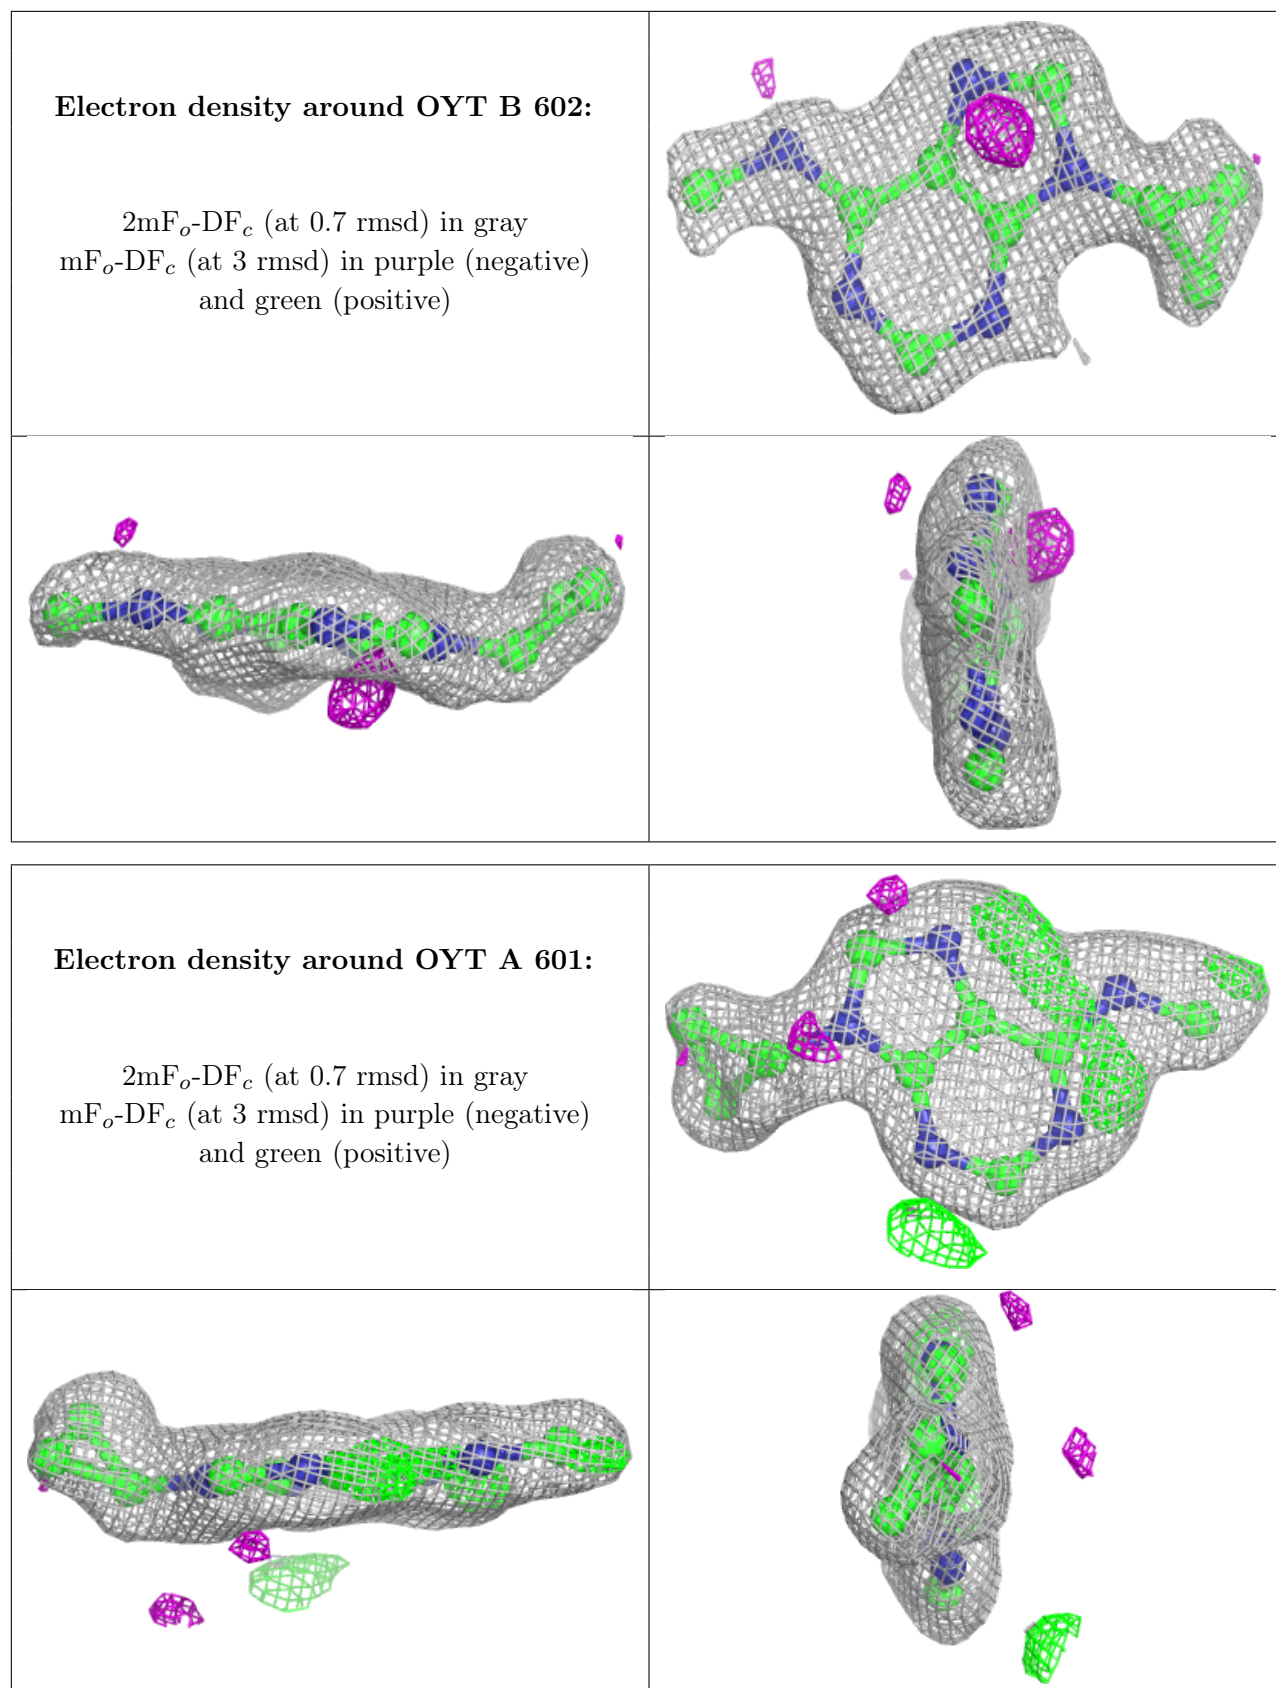 Electron density around OYT B 602:
2mFo-DFc (at 0.7 rmsd) in gray
mFo-DFc (at 3 rmsd) in purple (negative)
and green (positive)
Electron density around OYT A 601:
2mFo-DFc (at 0.7 rmsd) in gray
mFo-DFc (at 3 rmsd) in purple (negative)
and green (positive)